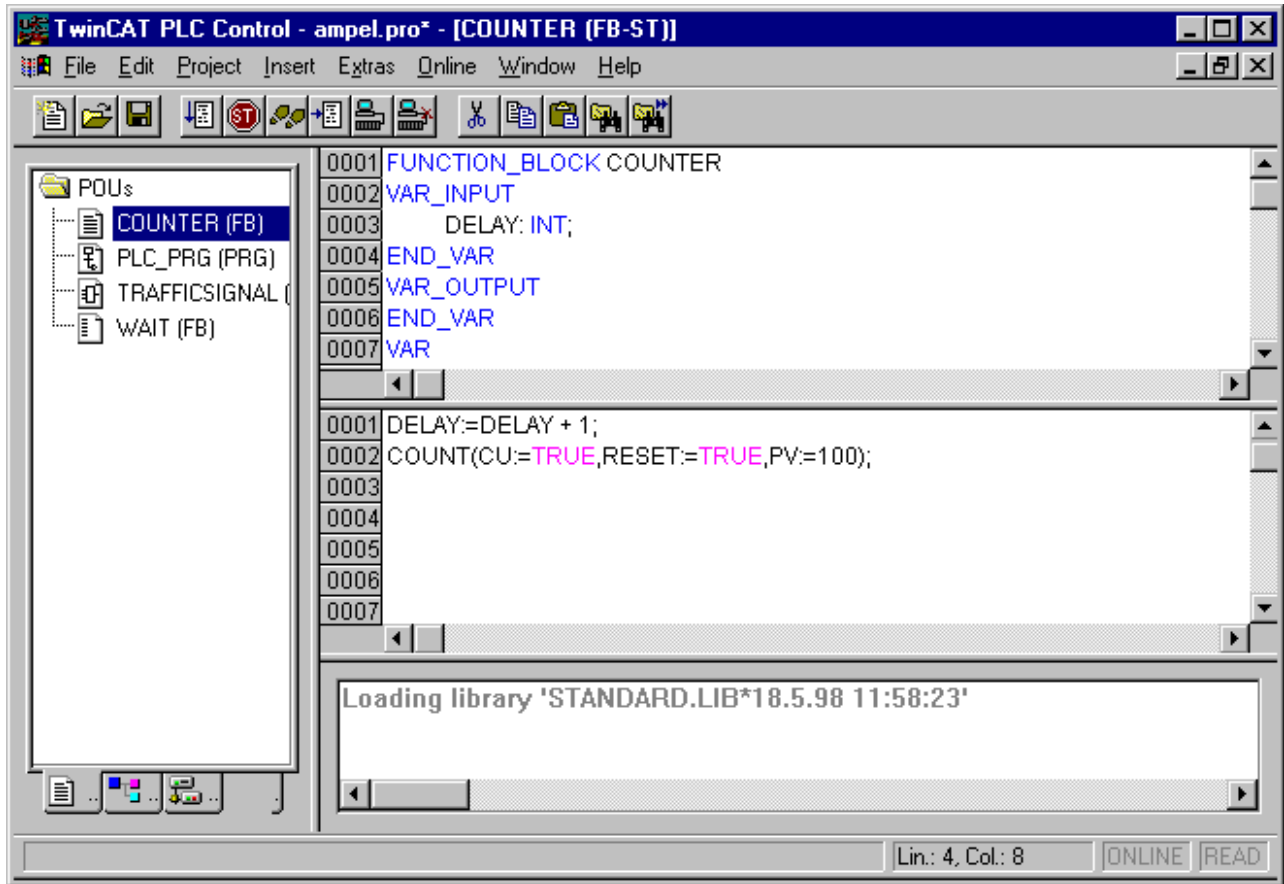 TwinCAT PLC Control - ampel.pro* - [COUNTER (FB-ST)]
File Edit Project Insert Extras Online Window Help
ST
POUs
COUNTER (FB)
PLC_PRG (PRG)
TRAFFICSIGNAL (
WAIT (FB)
0001 FUNCTION_BLOCK COUNTER
0002 VAR_INPUT
0003 DELAY: INT;
0004 END_VAR
0005 VAR_OUTPUT
0006 END_VAR
0007 VAR
0001 DELAY:=DELAY + 1;
0002 COUNT(CU:=TRUE,RESET:=TRUE,PV:=100);
0003
0004
0005
0006
0007
Loading library 'STANDARD.LIB*18.5.98 11:58:23'
.. .. .. .
Lin.: 4, Col.: 8 ONLINE READ